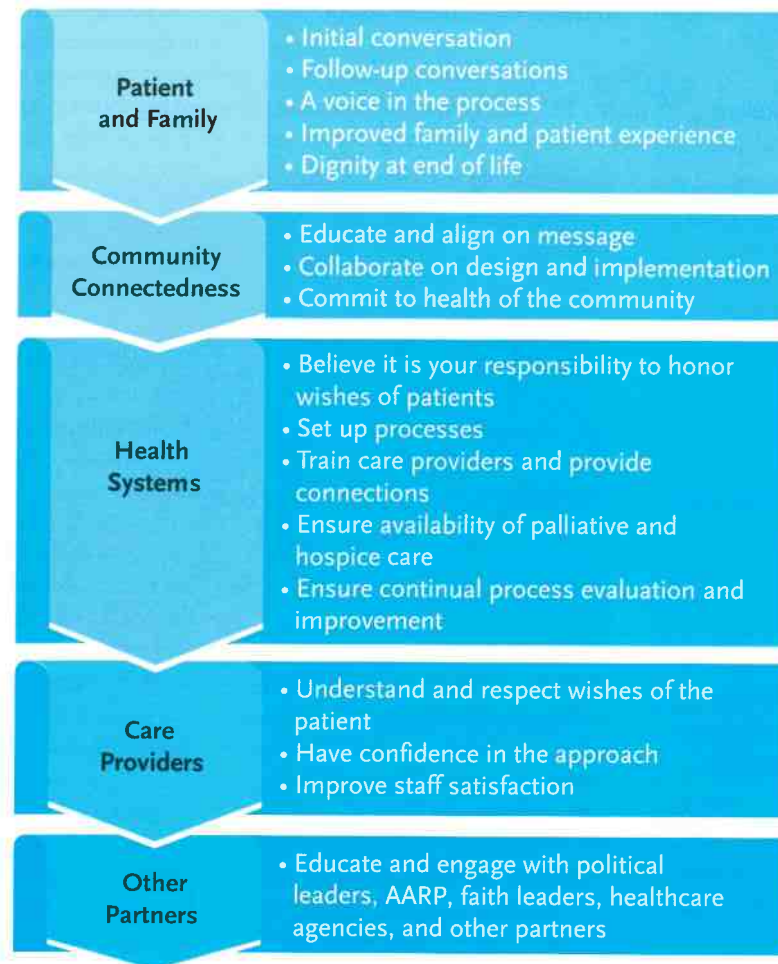 Patient
and Family
• Initial conversation
• Follow-up conversations
• A voice in the process
• Improved family and patient experience
• Dignity at end of life
Community
Connectedness
• Educate and align on message
• Collaborate on design and implementation
• Commit to health of the community
Health
Systems
• Believe it is your responsibility to honor
wishes of patients
• Set up processes
• Train care providers and provide
connections
• Ensure availability of palliative and
hospice care
• Ensure continual process evaluation and
improvement
Care
Providers
• Understand and respect wishes of the
patient
• Have confidence in the approach
• Improve staff satisfaction
Other
Partners
• Educate and engage with political
leaders, AARP, faith leaders, healthcare
agencies, and other partners